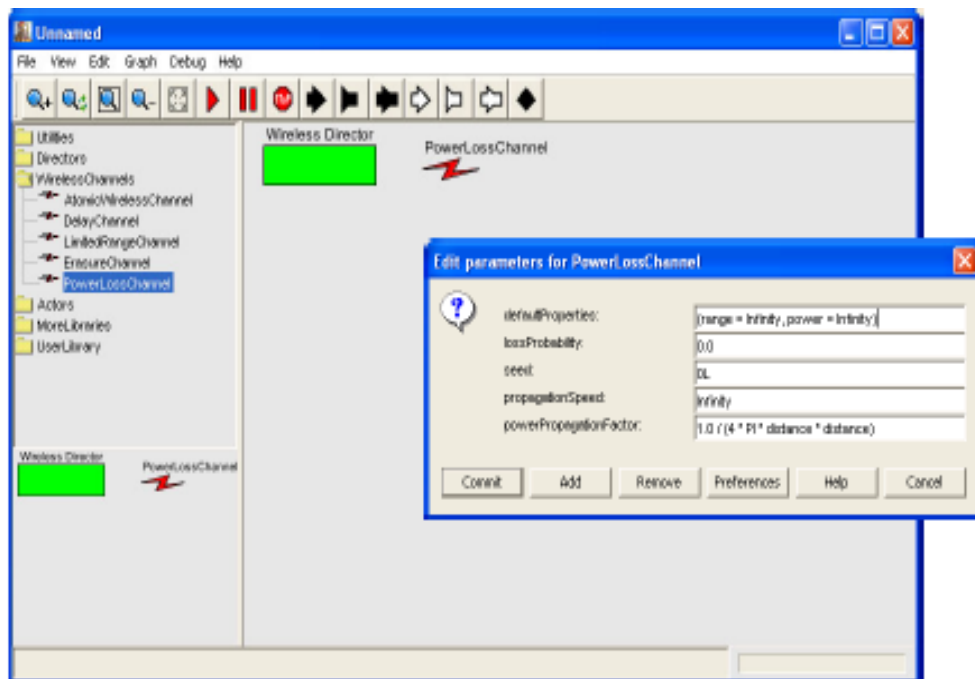 Unnamed
File View Edit Graph Debug Help
Utilities
Directors
WirelessChannels
AtomicWirelessChannel
DelayChannel
LimitedRangeChannel
ErasureChannel
PowerLossChannel
Actors
MoreLibraries
UserLibrary
Wireless Director
PowerLossChannel
Wireless Director
PowerLossChannel
Edit parameters for PowerLossChannel
defaultProperties: {range = Infinity, power = Infinity}
lossProbability: 0.0
seed: 0L
propagationSpeed: Infinity
powerPropagationFactor: 1.0 / (4 * PI * distance * distance)
Commit Add Remove Preferences Help Cancel